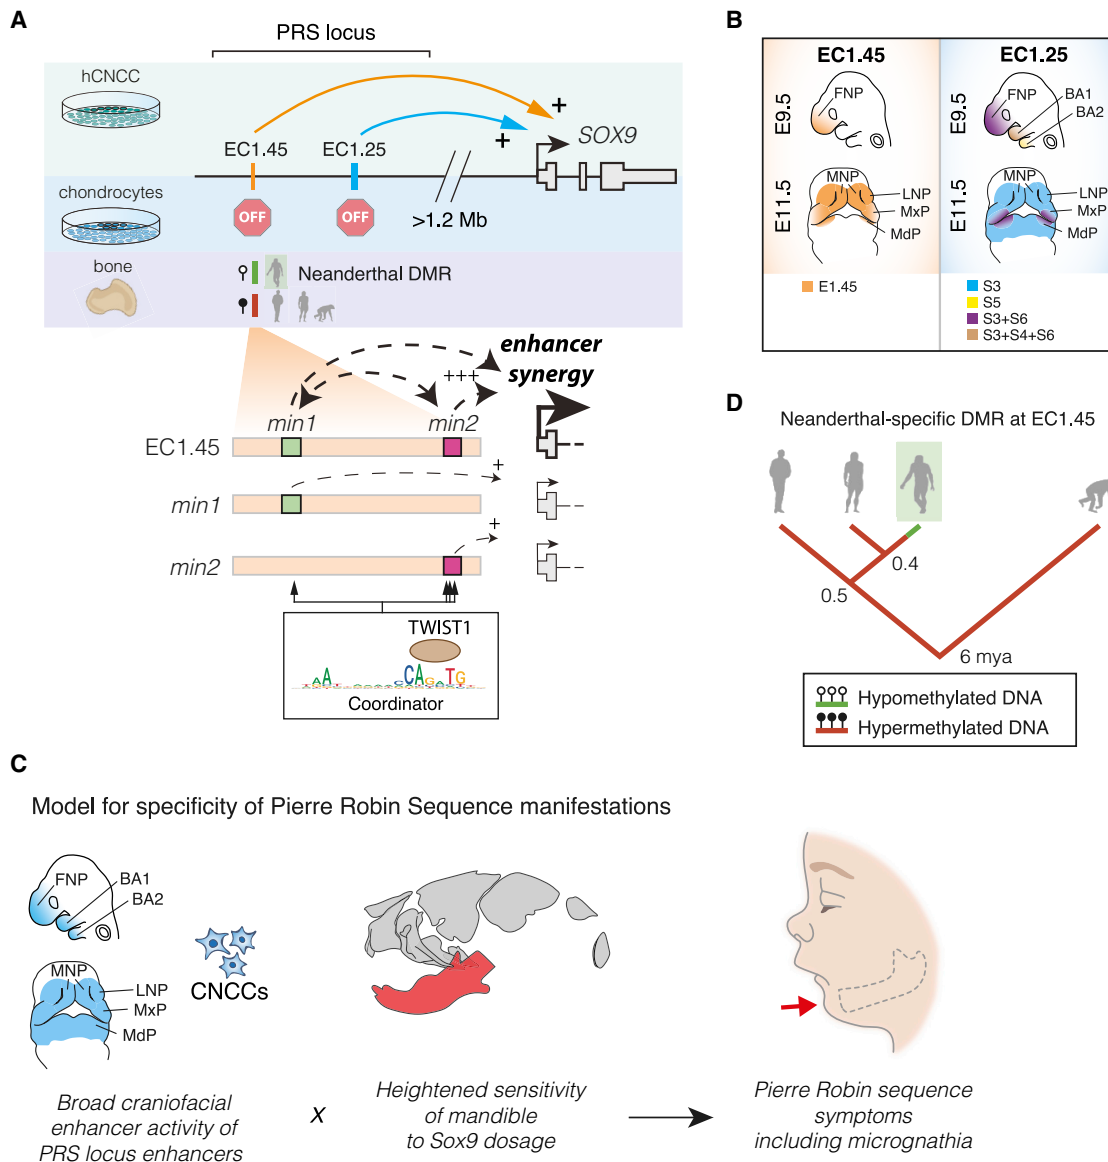 A
PRS locus
hCNCC
+
+
SOX9
EC1.45
EC1.25
chondrocytes
OFF
OFF
>1.2 Mb
bone
Neanderthal DMR
enhancer
synergy
+++
min1
min2
EC1.45
+
min1
+
min2
TWIST1
CAGATG
Coordinator
B
EC1.45
EC1.25
E9.5
FNP
E9.5
FNP
BA1
BA2
E11.5
MNP
LNP
MxP
MdP
E11.5
MNP
LNP
MxP
MdP
E1.45
S3
S5
S3+S6
S3+S4+S6
D
Neanderthal-specific DMR at EC1.45
0.4
0.5
6 mya
Hypomethylated DNA
Hypermethylated DNA
C
Model for specificity of Pierre Robin Sequence manifestations
FNP
BA1
BA2
MNP
LNP
MxP
MdP
CNCCs
Broad craniofacial
enhancer activity of
PRS locus enhancers
X
Heightened sensitivity
of mandible
to Sox9 dosage
Pierre Robin sequence
symptoms
including micrognathia